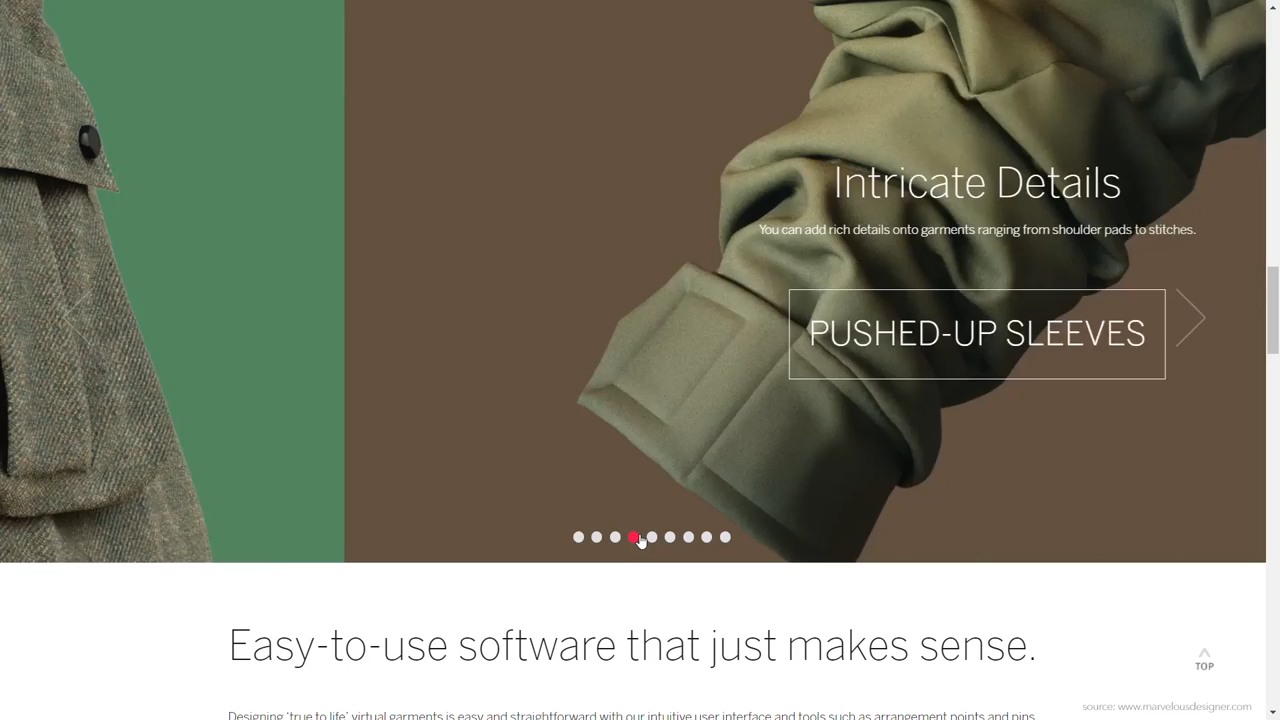 Intricate Details
You can add rich details onto garments ranging from shoulder pads to stitches.
PUSHED-UP SLEEVES
Easy-to-use software that just makes sense.
TOP
source: www.marvelousdesigner.com
Designing ‘true to life’ virtual garments is easy and straightforward with our intuitive user interface and tools such as arrangement points and pins